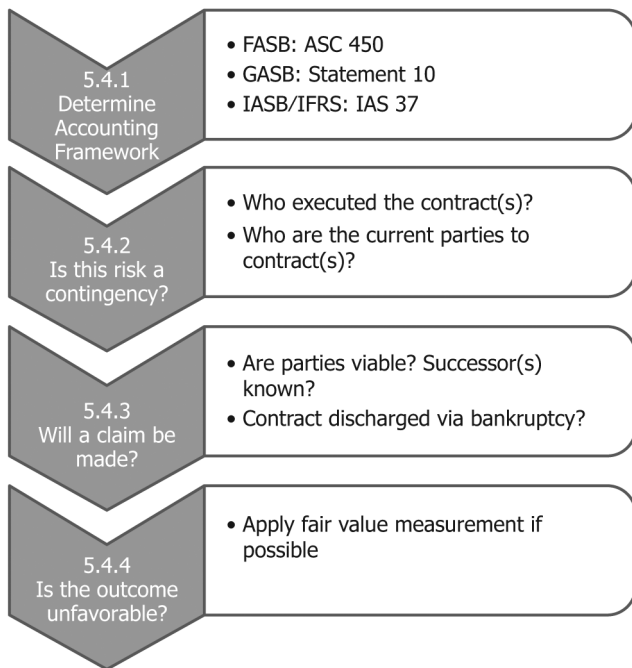 5.4.1
Determine
Accounting
Framework
• FASB: ASC 450
• GASB: Statement 10
• IASB/IFRS: IAS 37
5.4.2
Is this risk a
contingency?
• Who executed the contract(s)?
• Who are the current parties to
contract(s)?
5.4.3
Will a claim be
made?
• Are parties viable? Successor(s)
known?
• Contract discharged via bankruptcy?
5.4.4
Is the outcome
unfavorable?
• Apply fair value measurement if
possible